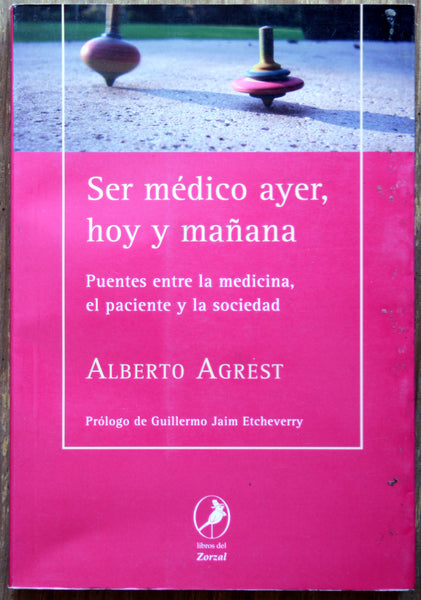 Ser médico ayer,
hoy y mañana
Puentes entre la medicina,
el paciente y la sociedad
ALBERTO AGREST
Prólogo de Guillermo Jaim Etcheverry
libros del
Zorzal